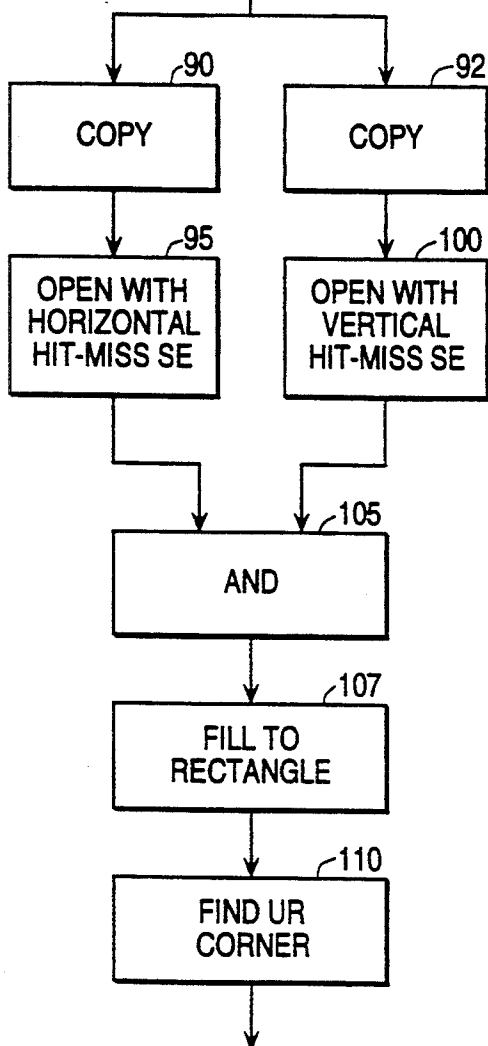 90
COPY
92
COPY
95
OPEN WITH
HORIZONTAL
HIT-MISS SE
100
OPEN WITH
VERTICAL
HIT-MISS SE
105
AND
107
FILL TO
RECTANGLE
110
FIND UR
CORNER